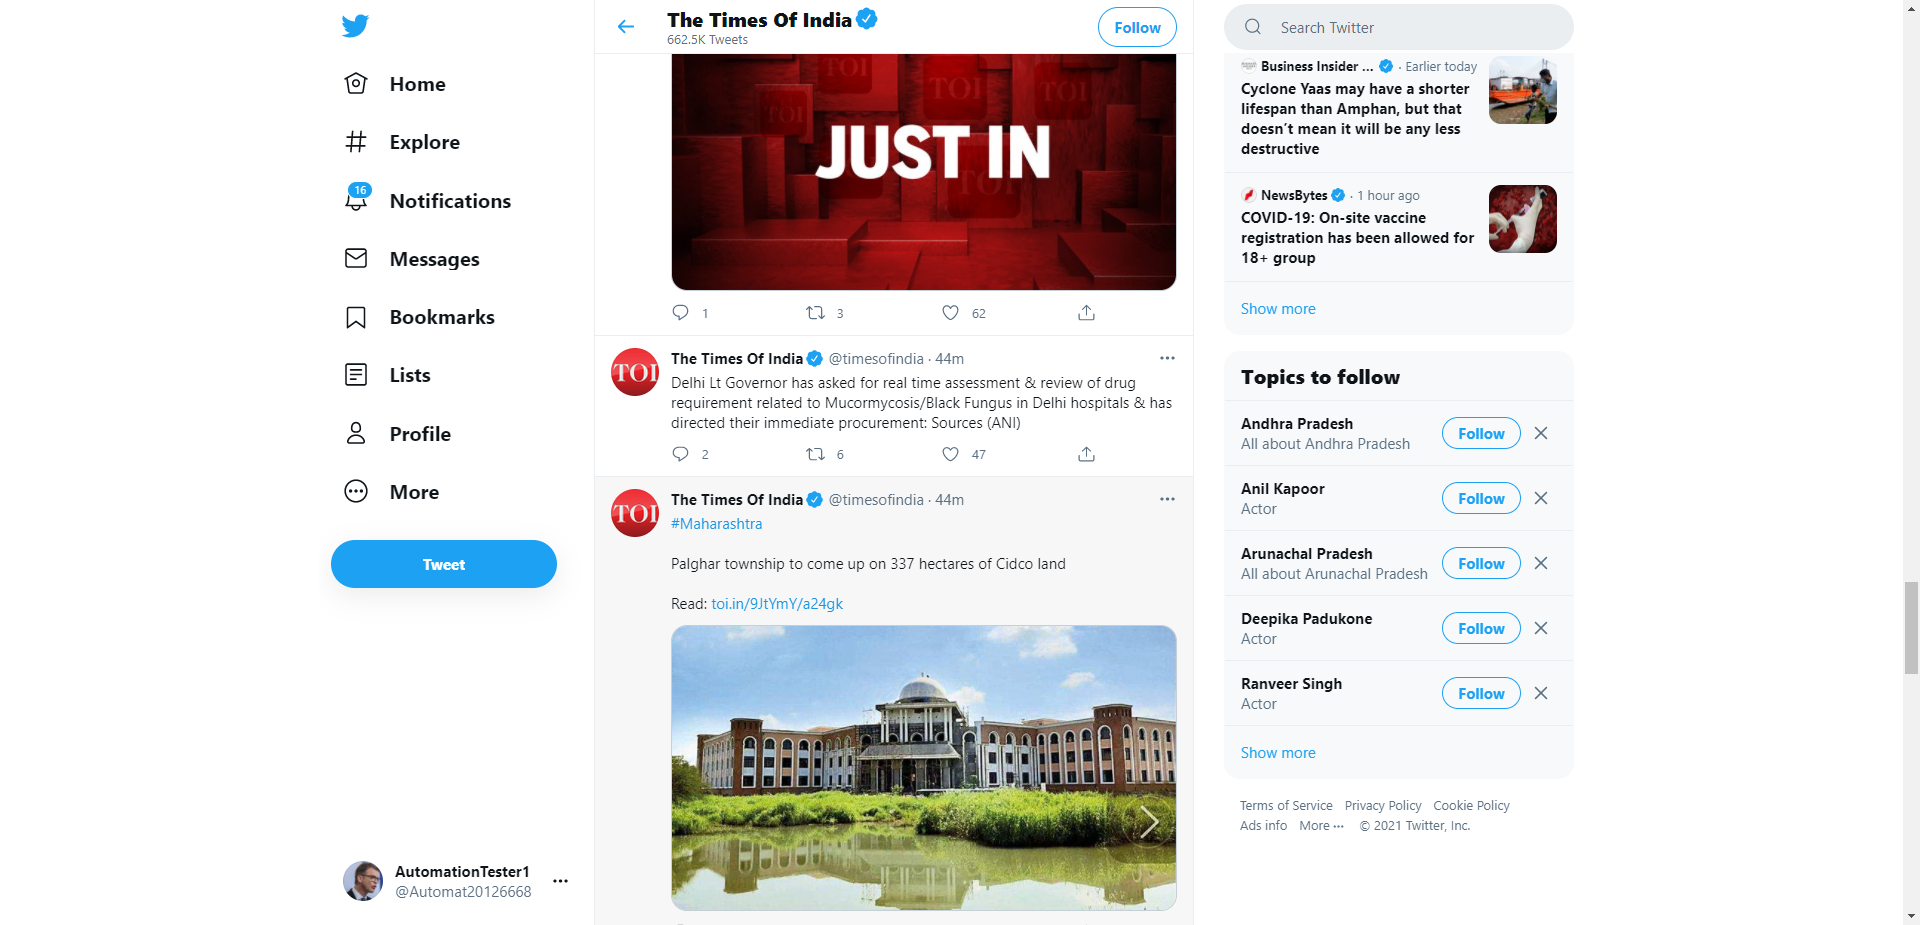 Home
Explore
16
Notifications
Messages
Bookmarks
Lists
Profile
More
Tweet
AutomationTester1
@Automat20126668
The Times Of India
662.5K Tweets
Follow
TOI
TOI
TOI
JUST IN
1
3
62
TOI
The Times Of India @timesofindia · 44m
Delhi Lt Governor has asked for real time assessment & review of drug
requirement related to Mucormycosis/Black Fungus in Delhi hospitals & has
directed their immediate procurement: Sources (ANI)
2
6
47
TOI
The Times Of India @timesofindia · 44m
#Maharashtra
Palghar township to come up on 337 hectares of Cidco land
Read: toi.in/9JtYmY/a24gk
Search Twitter
Business Insider ... · Earlier today
Cyclone Yaas may have a shorter
lifespan than Amphan, but that
doesn't mean it will be any less
destructive
NewsBytes · 1 hour ago
COVID-19: On-site vaccine
registration has been allowed for
18+ group
Show more
Topics to follow
Andhra Pradesh
All about Andhra Pradesh
Follow
Anil Kapoor
Actor
Follow
Arunachal Pradesh
All about Arunachal Pradesh
Follow
Deepika Padukone
Actor
Follow
Ranveer Singh
Actor
Follow
Show more
Terms of Service Privacy Policy Cookie Policy
Ads info More ··· © 2021 Twitter, Inc.